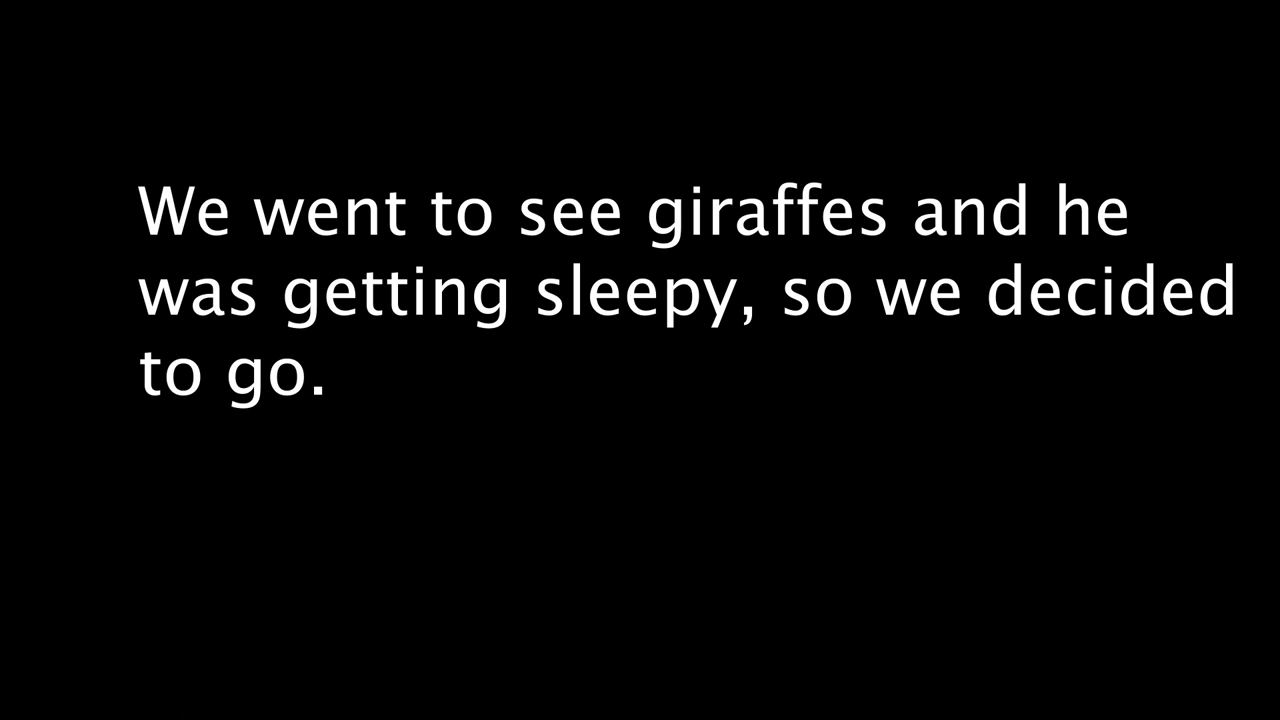 We went to see giraffes and he
was getting sleepy, so we decided
to go.